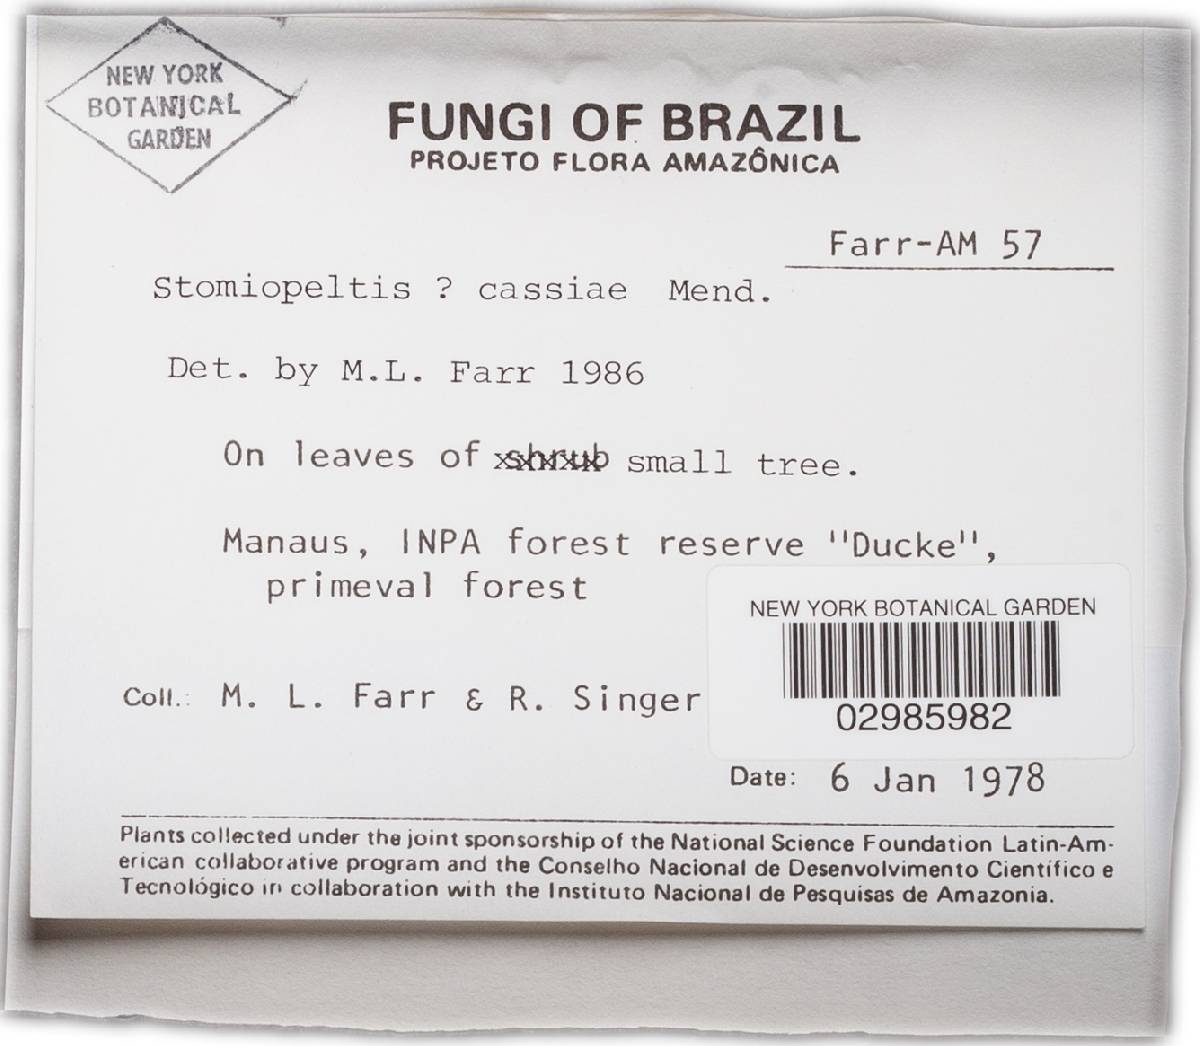 NEW YORK
BOTANICAL
GARDEN
FUNGI OF BRAZIL
PROJETO FLORA AMAZÔNICA
Farr-AM 57
Stomiopeltis ? cassiae Mend.
Det. by M.L. Farr 1986
On leaves of shrub small tree.
Manaus, INPA forest reserve "Ducke",
primeval forest
NEW YORK BOTANICAL GARDEN
02985982
Coll.: M. L. Farr & R. Singer
Date: 6 Jan 1978
Plants collected under the joint sponsorship of the National Science Foundation Latin-Am-
erican collaborative program and the Conselho Nacional de Desenvolvimento Científico e
Tecnológico in collaboration with the Instituto Nacional de Pesquisas de Amazonia.